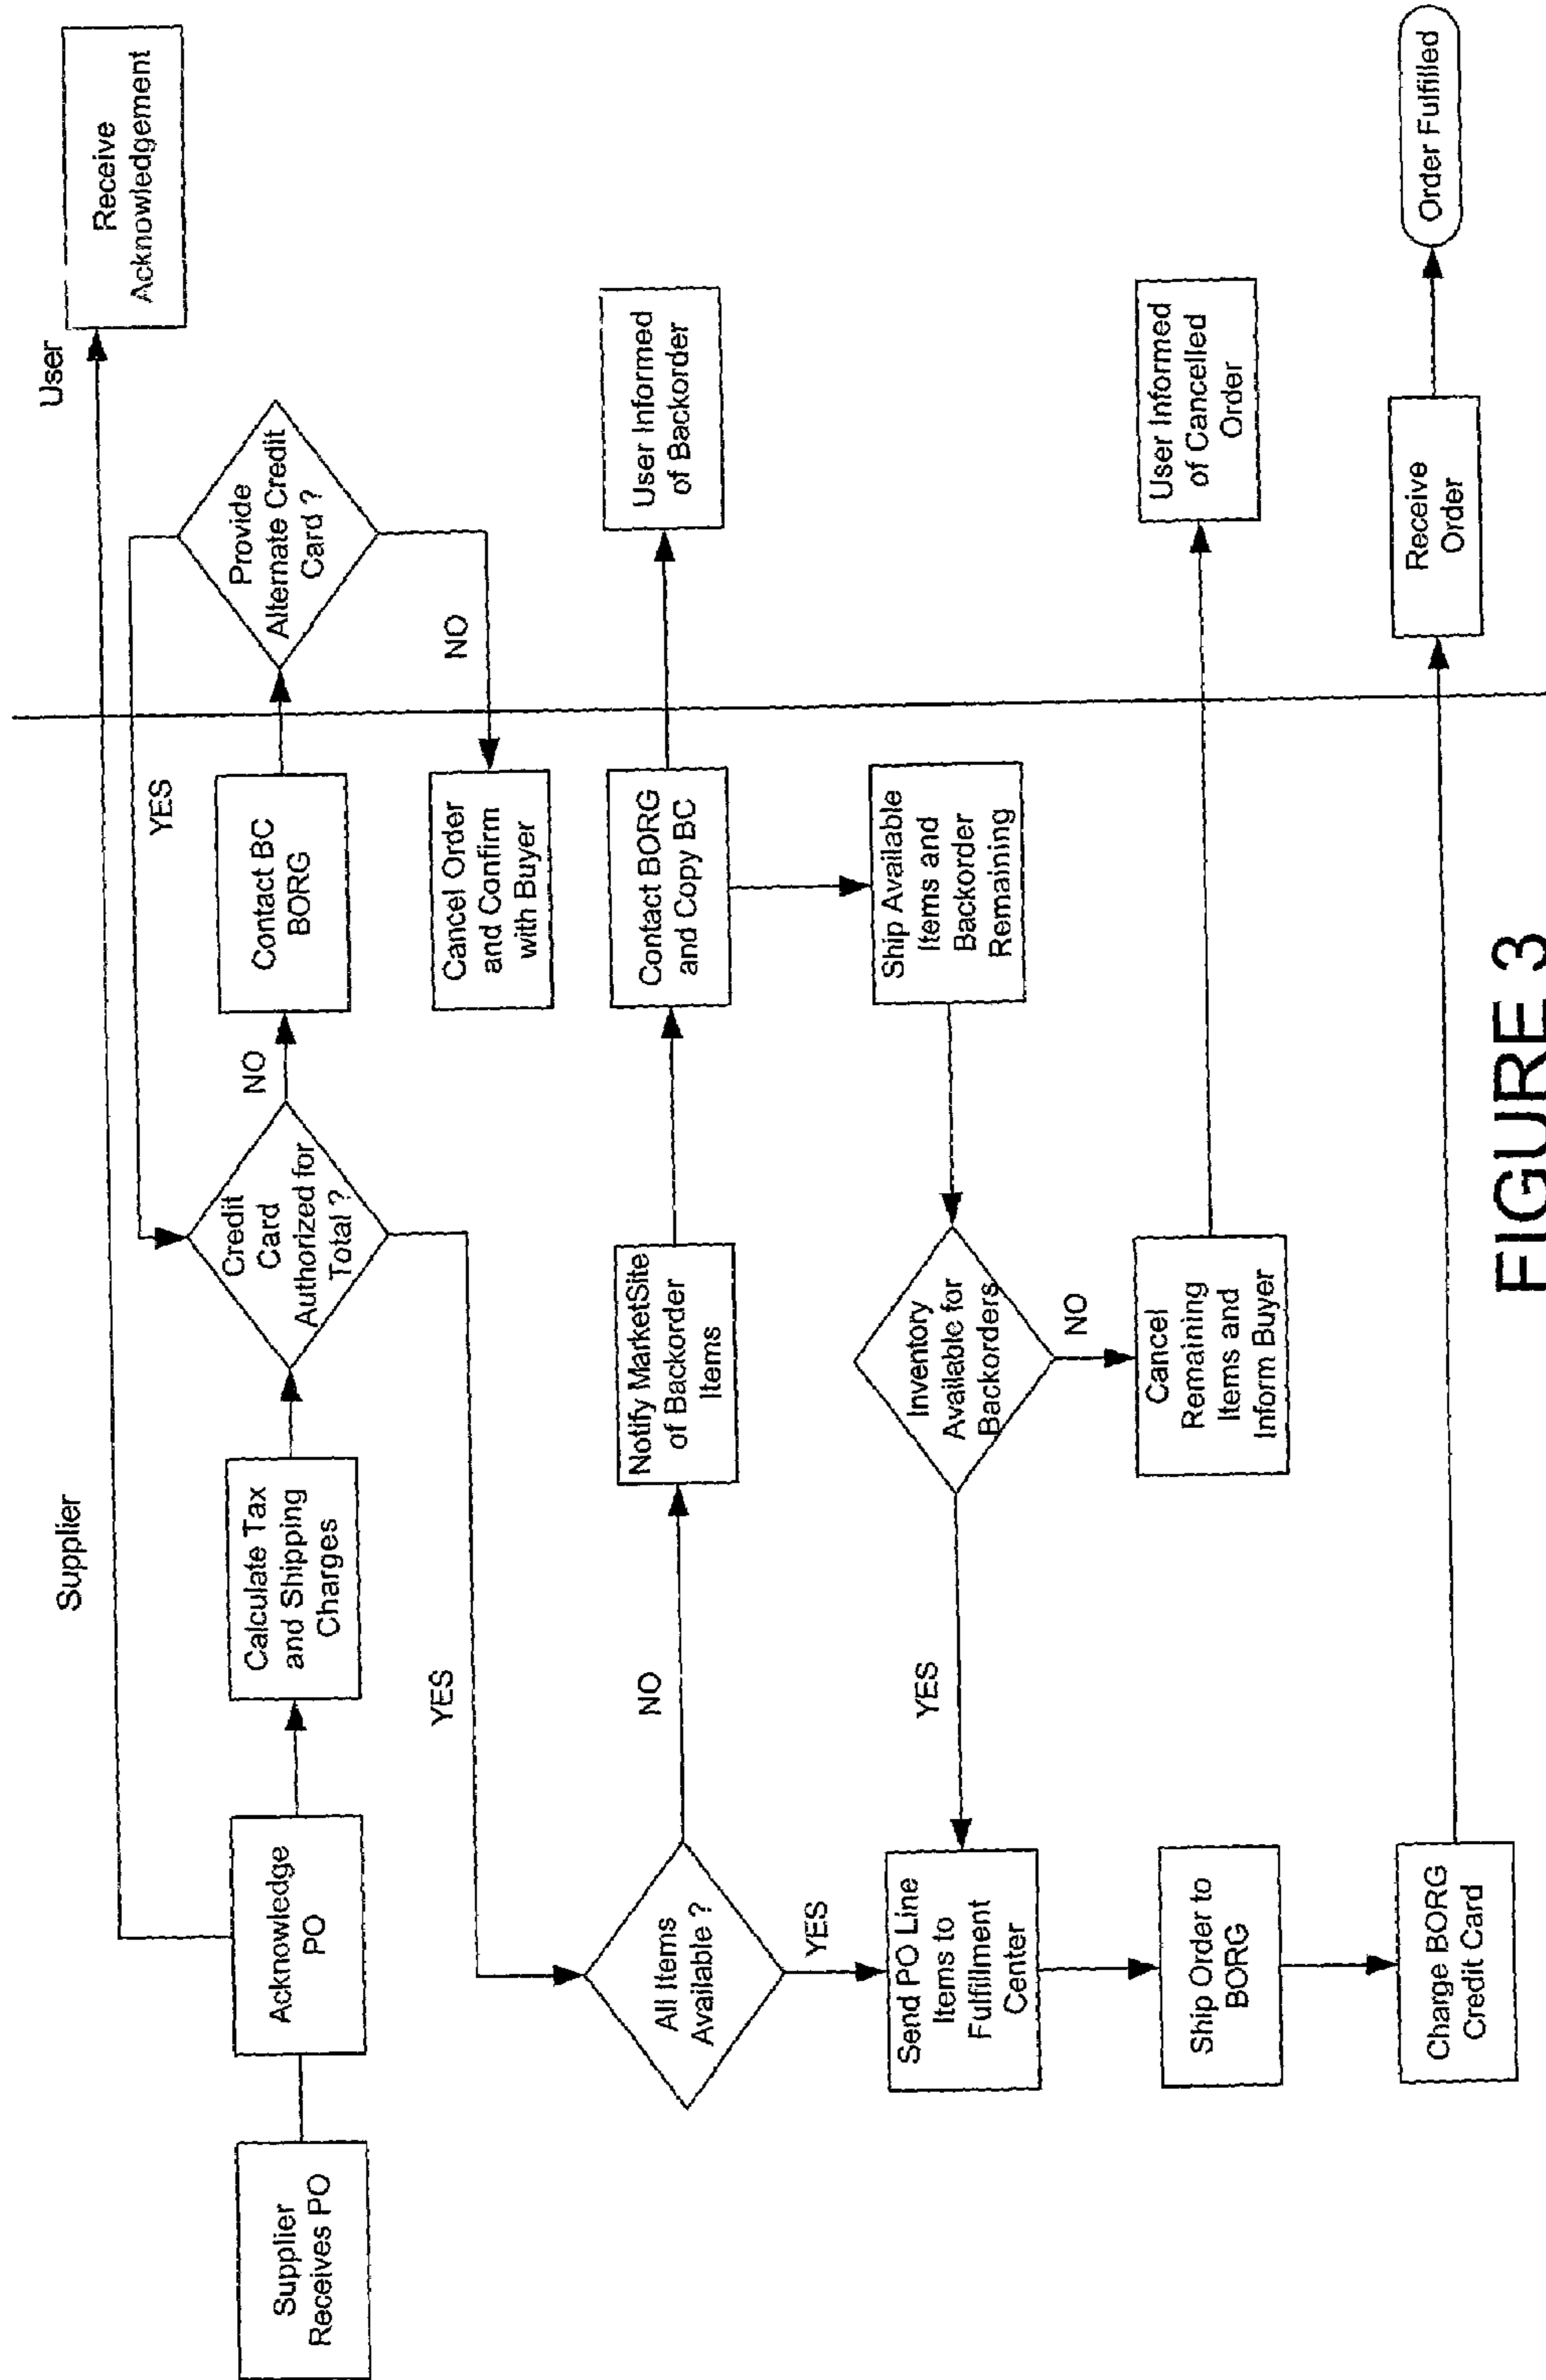 Supplier
User
Supplier
Receives PO
Acknowledge
PO
Calculate Tax
and Shipping
Charges
Credit
Card
Authorized for
Total ?
NO
Contact BC
BORG
YES
Provide
Alternate Credit
Card ?
Receive
Acknowledgement
NO
Cancel Order
and Confirm
with Buyer
YES
All Items
Available ?
NO
Notify MarketSite
of Backorder
Items
Contact BORG
and Copy BC
User Informed
of Backorder
YES
Send PO Line
Items to
Fulfillment
Center
YES
Inventory
Available for
Backorders
Ship Available
Items and
Backorder
Remaining
NO
Cancel
Remaining
Items and
Inform Buyer
User Informed
of Cancelled
Order
Ship Order to
BORG
Charge BORG
Credit Card
Receive
Order
Order Fulfilled
FIGURE 3